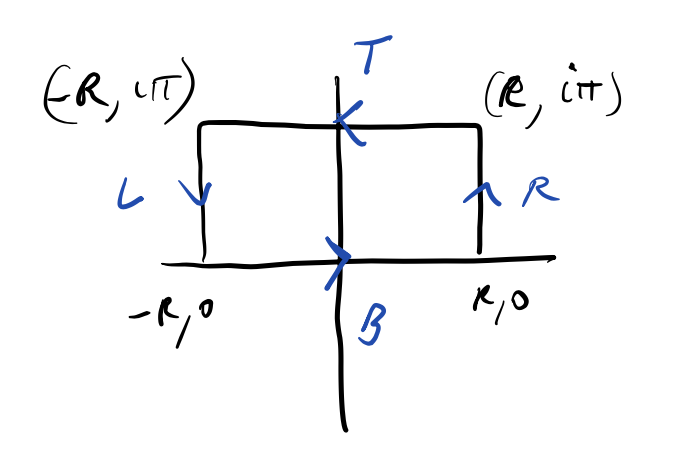 T
(-R, iπ)
(R, iπ)
L
R
-R, 0
R, 0
B